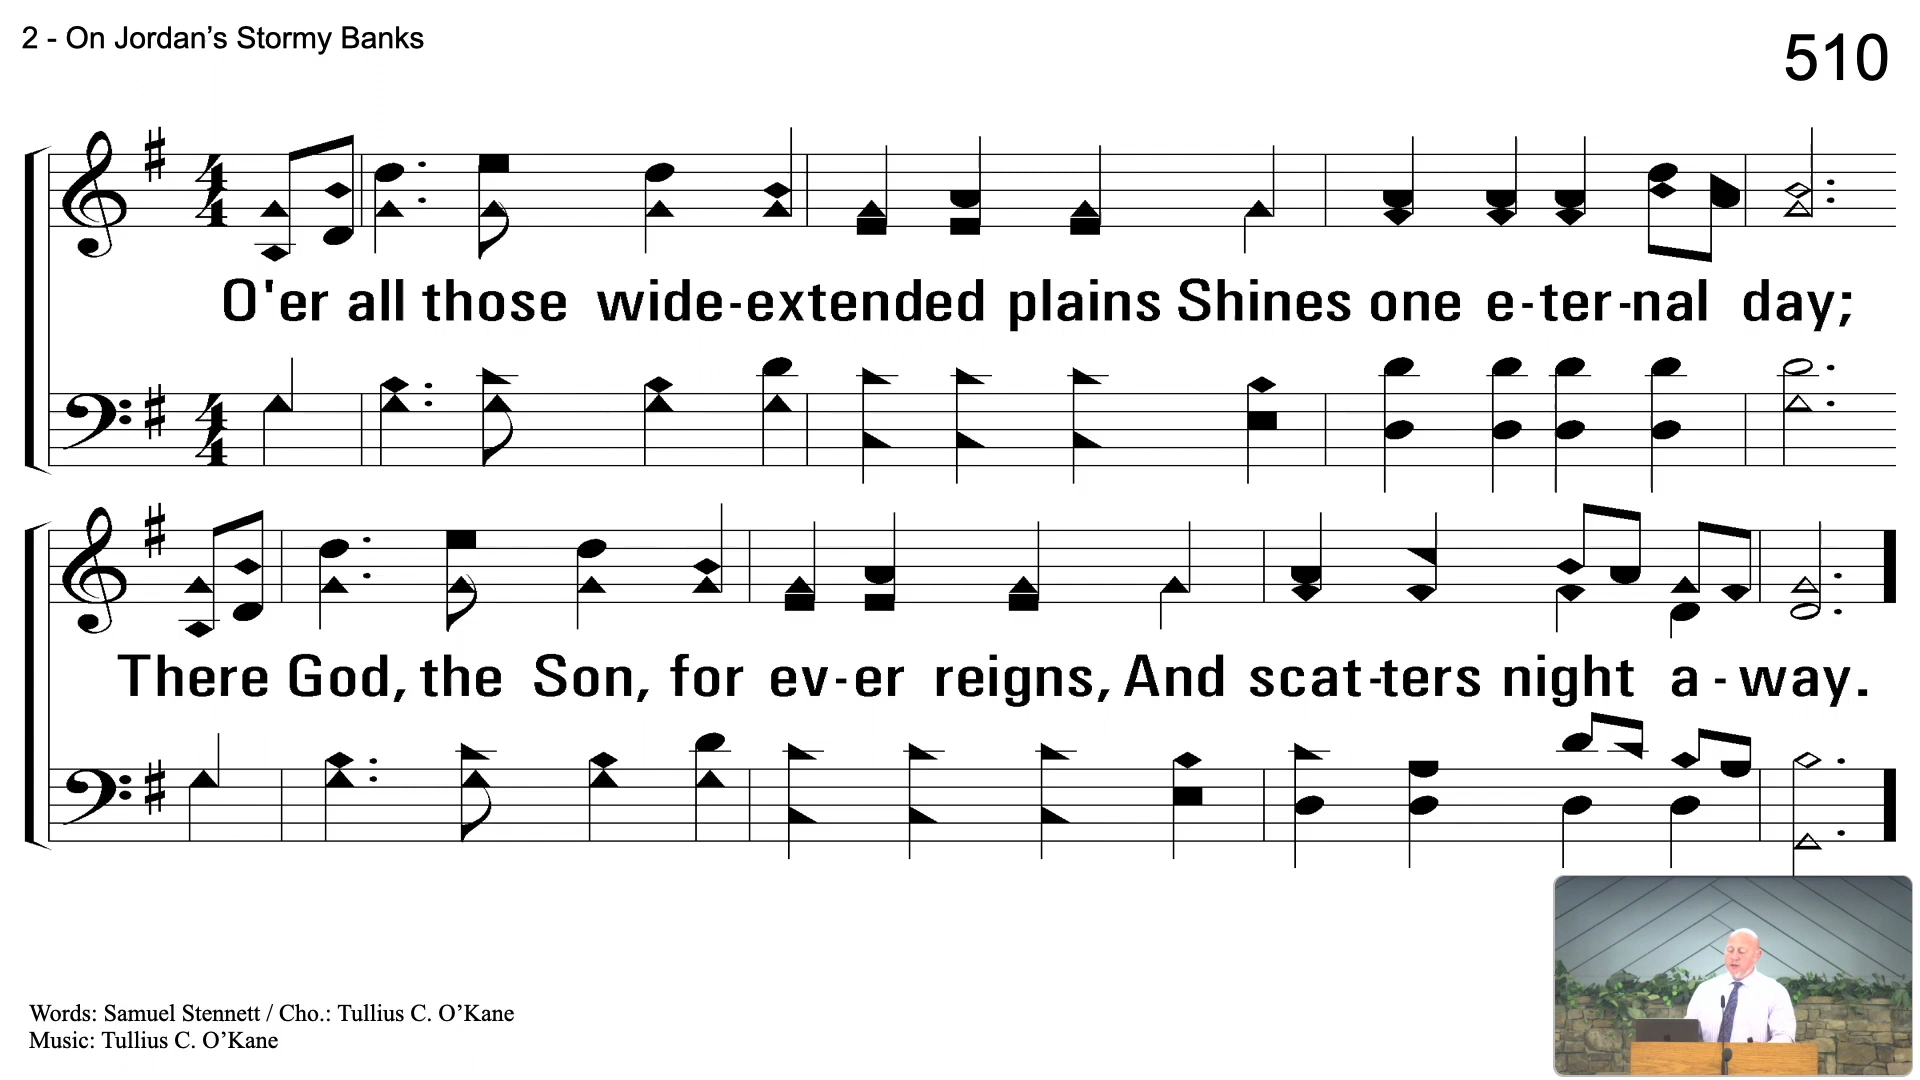 2 - On Jordan’s Stormy Banks
510
O'er all those wide-extended plains Shines one e-ter-nal day;
There God, the Son, for ev-er reigns, And scat-ters night a-way.
Words: Samuel Stennett / Cho.: Tullius C. O’Kane
Music: Tullius C. O’Kane